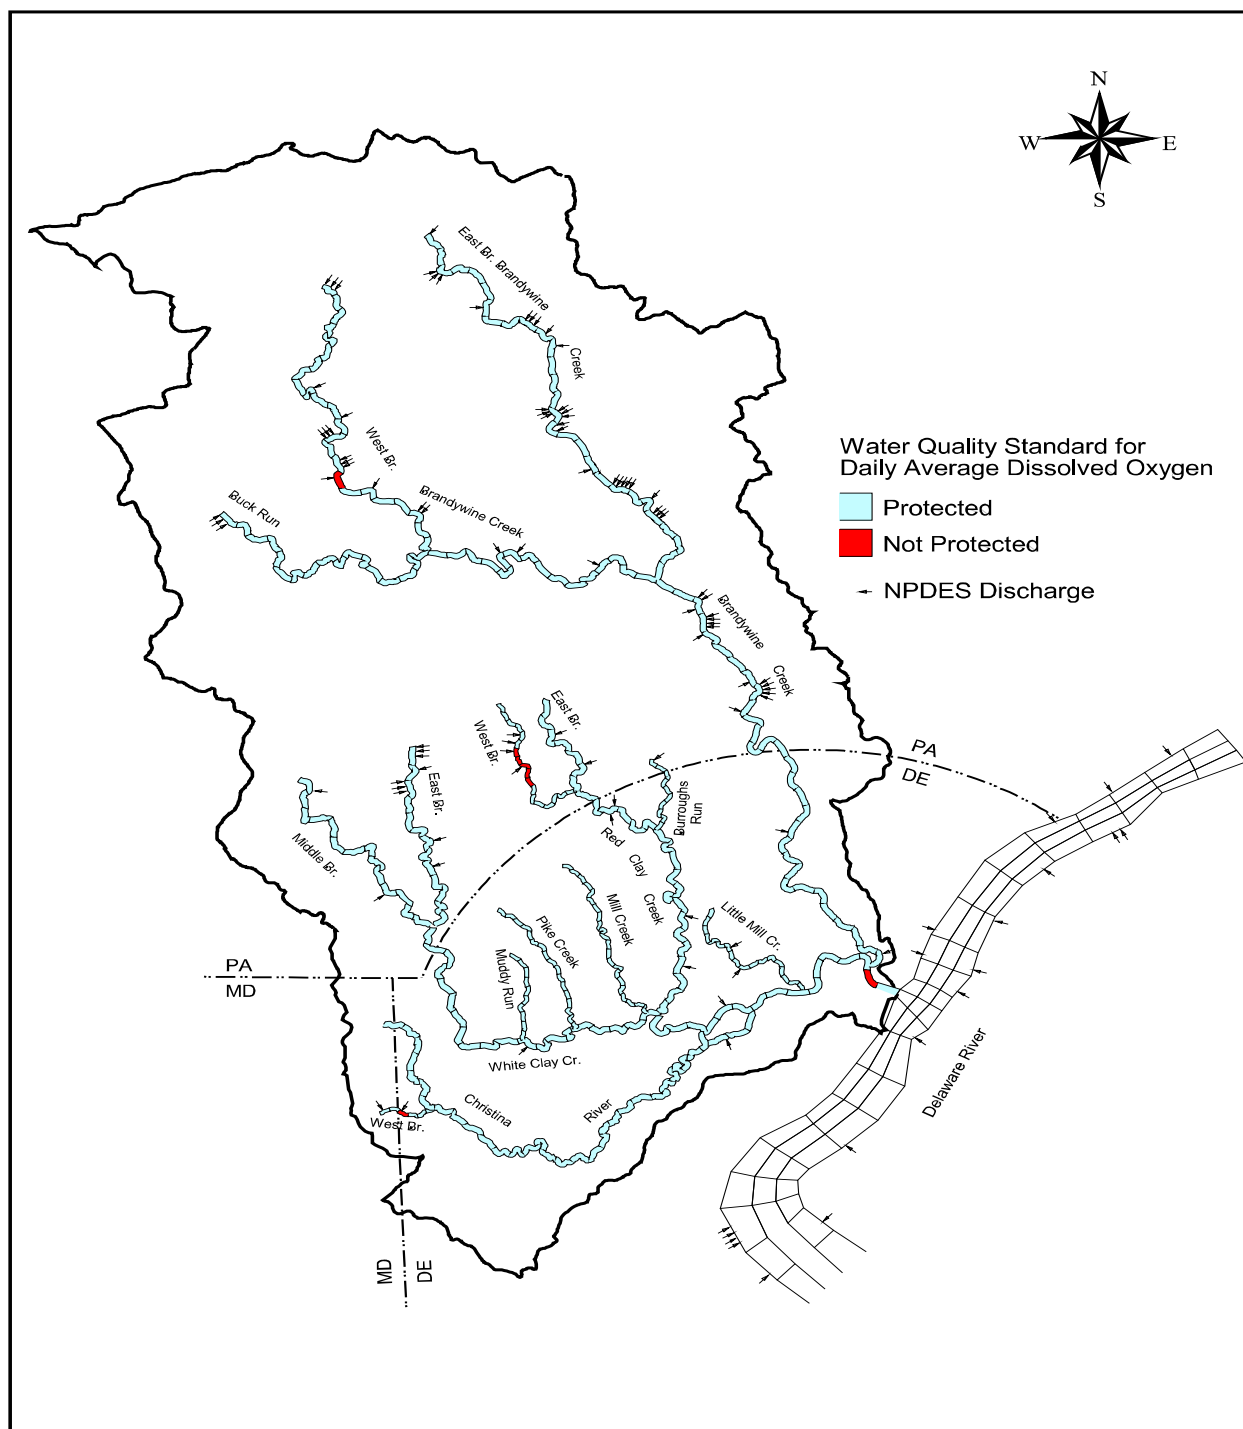 N
W
E
S
East Br. Brandywine
Creek
West Br.
Brandywine Creek
Buck Run
Water Quality Standard for
Daily Average Dissolved Oxygen
Protected
Not Protected
NPDES Discharge
Brandywine
Creek
East Br.
West Br.
PA
DE
East Br.
Burroughs
Run
Middle Br.
Red Clay Creek
Mill Creek
Little Mill Cr.
Pike Creek
Muddy Run
PA
MD
White Clay Cr.
Christina
River
West Br.
Delaware River
MD
DE